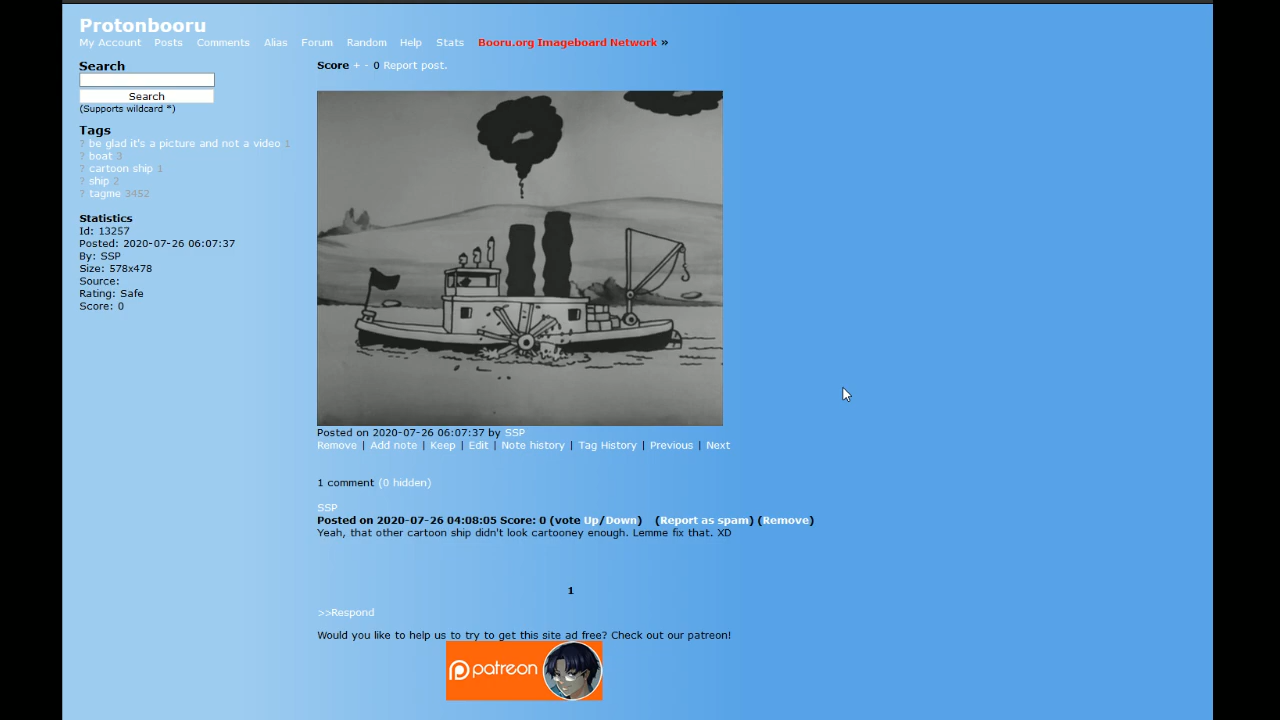 Protonbooru
My Account Posts Comments Alias Forum Random Help Stats Booru.org Imageboard Network »
Search
Search
(Supports wildcard *)
Tags
? be glad it's a picture and not a video 1
? boat 3
? cartoon ship 1
? ship 2
? tagme 3452
Statistics
Id: 13257
Posted: 2020-07-26 06:07:37
By: SSP
Size: 578x478
Source:
Rating: Safe
Score: 0
Score + - 0 Report post.
Posted on 2020-07-26 06:07:37 by SSP
Remove | Add note | Keep | Edit | Note history | Tag History | Previous | Next
1 comment (0 hidden)
SSP
Posted on 2020-07-26 04:08:05 Score: 0 (vote Up/Down) (Report as spam) (Remove)
Yeah, that other cartoon ship didn't look cartooney enough. Lemme fix that. XD
1
>>Respond
Would you like to help us to try to get this site ad free? Check out our patreon!
patreon